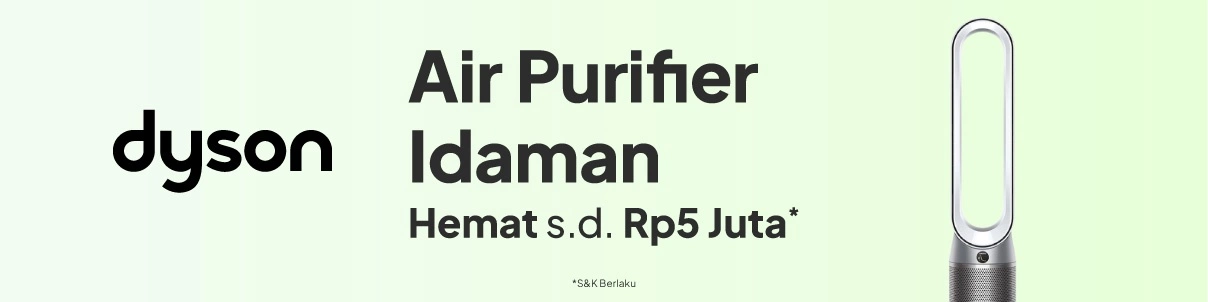 dyson
Air Purifier
Idaman
Hemat s.d. Rp5 Juta*
*S&K Berlaku